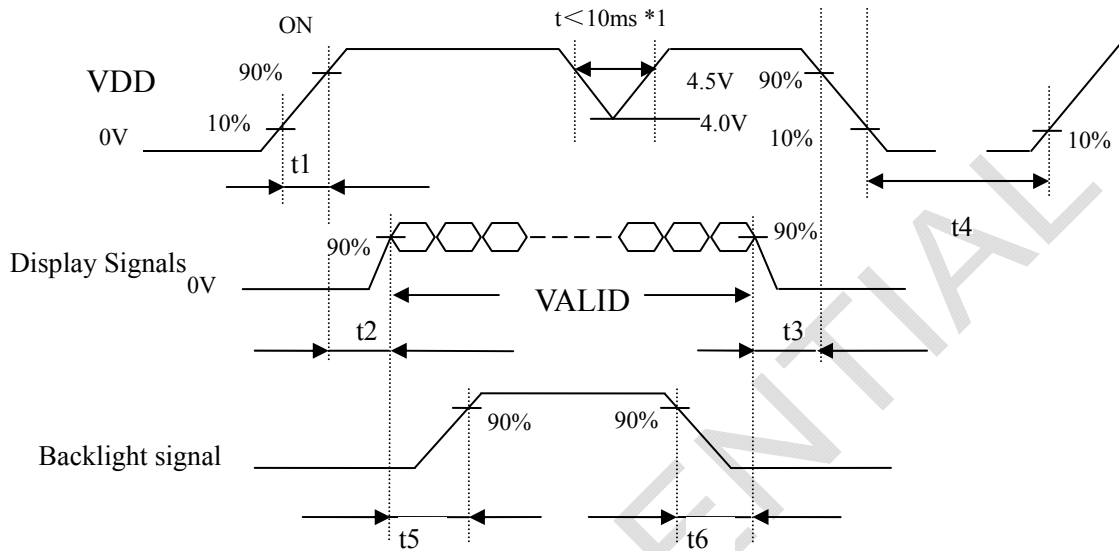 t＜10ms *1
ON
90%
4.5V
90%
VDD
0V
10%
4.0V
10%
10%
t1
90%
90%
t4
Display Signals
0V
VALID
t2
t3
90%
90%
Backlight signal
t5
t6
ENTIAL